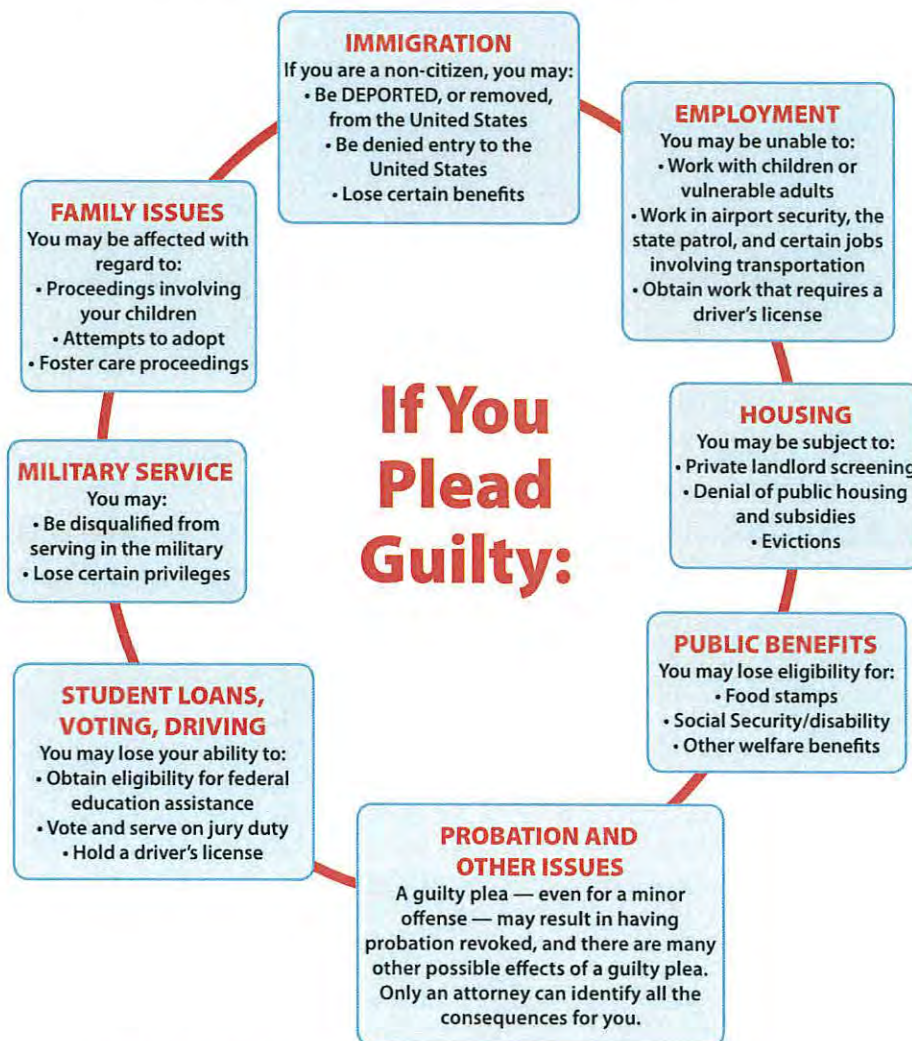 If You
Plead
Guilty:
IMMIGRATION
If you are a non-citizen, you may:
• Be DEPORTED, or removed,
from the United States
• Be denied entry to the
United States
• Lose certain benefits
EMPLOYMENT
You may be unable to:
• Work with children or
vulnerable adults
• Work in airport security, the
state patrol, and certain jobs
involving transportation
• Obtain work that requires a
driver's license
HOUSING
You may be subject to:
• Private landlord screening
• Denial of public housing
and subsidies
• Evictions
PUBLIC BENEFITS
You may lose eligibility for:
• Food stamps
• Social Security/disability
• Other welfare benefits
PROBATION AND
OTHER ISSUES
A guilty plea — even for a minor
offense — may result in having
probation revoked, and there are many
other possible effects of a guilty plea.
Only an attorney can identify all the
consequences for you.
STUDENT LOANS,
VOTING, DRIVING
You may lose your ability to:
• Obtain eligibility for federal
education assistance
• Vote and serve on jury duty
• Hold a driver's license
MILITARY SERVICE
You may:
• Be disqualified from
serving in the military
• Lose certain privileges
FAMILY ISSUES
You may be affected with
regard to:
• Proceedings involving
your children
• Attempts to adopt
• Foster care proceedings